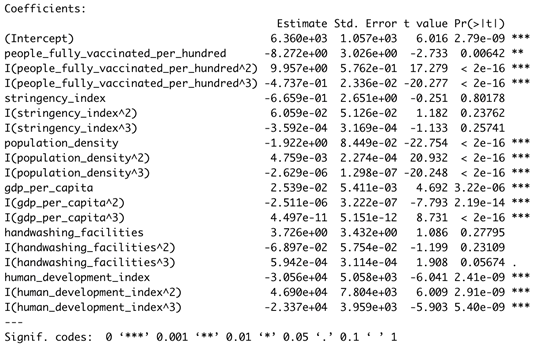 Coefficients:
Estimate Std. Error t value Pr(>|t|)
(Intercept) 6.360e+03 1.057e+03 6.016 2.79e-09 ***
people_fully_vaccinated_per_hundred -8.272e+00 3.026e+00 -2.733 0.00642 **
I(people_fully_vaccinated_per_hundred^2) 9.957e+00 5.762e-01 17.279 < 2e-16 ***
I(people_fully_vaccinated_per_hundred^3) -4.737e-01 2.336e-02 -20.277 < 2e-16 ***
stringency_index -6.659e-01 2.651e+00 -0.251 0.80178
I(stringency_index^2) 6.059e-02 5.126e-02 1.182 0.23762
I(stringency_index^3) -3.592e-04 3.169e-04 -1.133 0.25741
population_density -1.922e+00 8.449e-02 -22.754 < 2e-16 ***
I(population_density^2) 4.759e-03 2.274e-04 20.932 < 2e-16 ***
I(population_density^3) -2.629e-06 1.298e-07 -20.248 < 2e-16 ***
gdp_per_capita 2.539e-02 5.411e-03 4.692 3.22e-06 ***
I(gdp_per_capita^2) -2.511e-06 3.222e-07 -7.793 2.19e-14 ***
I(gdp_per_capita^3) 4.497e-11 5.151e-12 8.731 < 2e-16 ***
handwashing_facilities 3.726e+00 3.432e+00 1.086 0.27795
I(handwashing_facilities^2) -6.897e-02 5.754e-02 -1.199 0.23109
I(handwashing_facilities^3) 5.942e-04 3.114e-04 1.908 0.05674 .
human_development_index -3.056e+04 5.058e+03 -6.041 2.41e-09 ***
I(human_development_index^2) 4.690e+04 7.804e+03 6.009 2.91e-09 ***
I(human_development_index^3) -2.337e+04 3.959e+03 -5.903 5.40e-09 ***
---
Signif. codes: 0 ‘***’ 0.001 ‘**’ 0.01 ‘*’ 0.05 ‘.’ 0.1 ‘ ’ 1